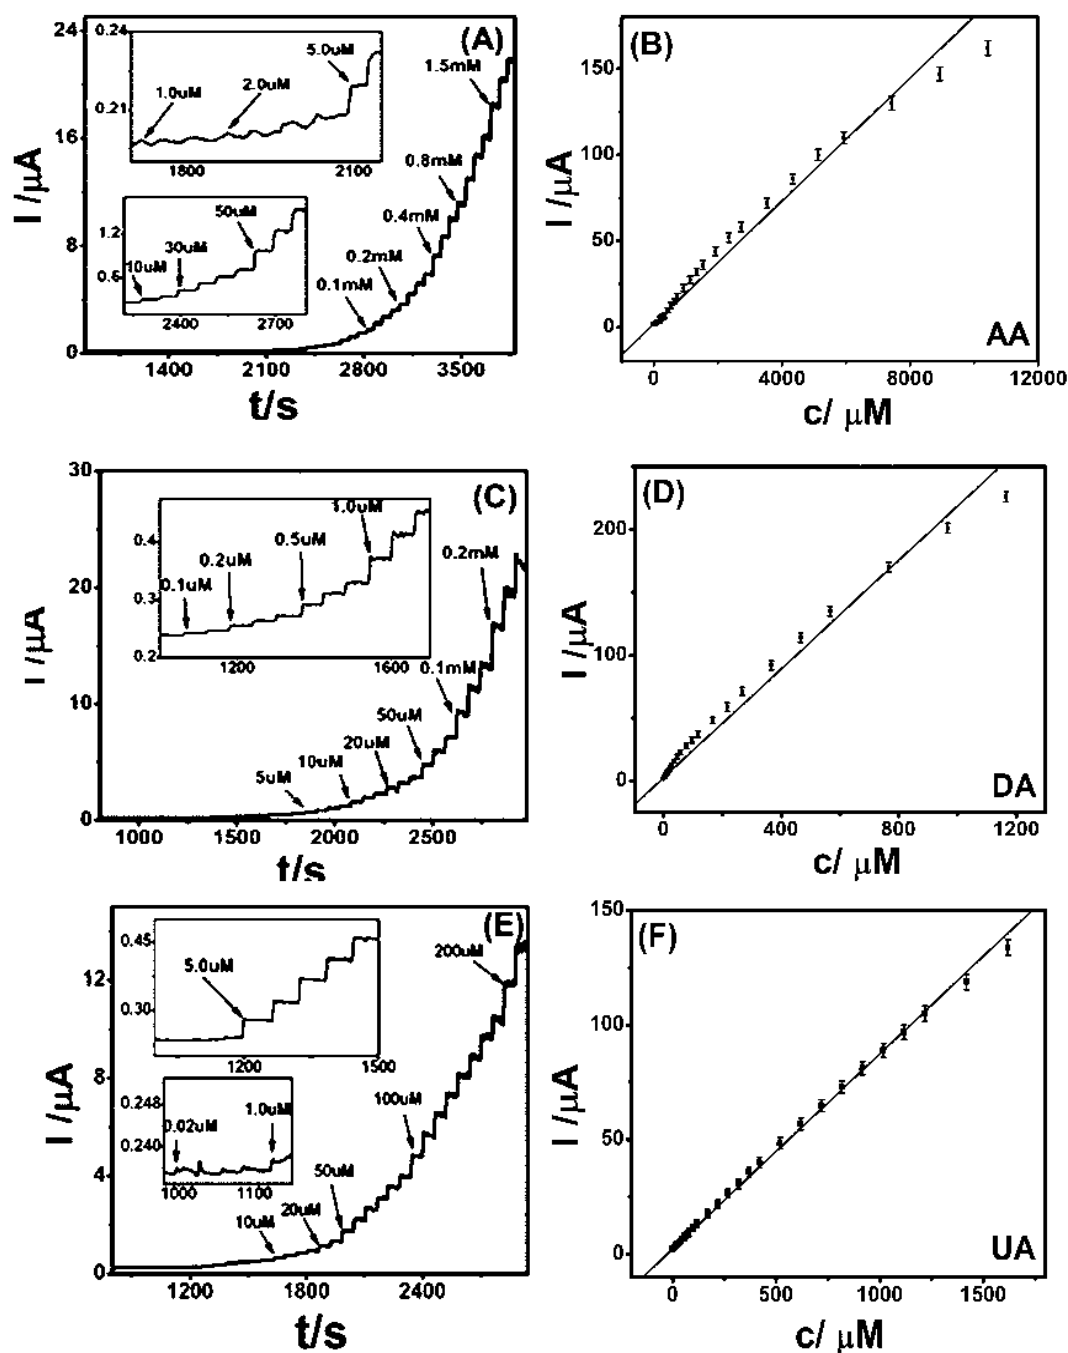 (A)
24
16
8
0
I /µA
1400
2100
2800
3500
t/s
0.24
0.21
1800
2100
1.0uM
2.0uM
5.0uM
1.2
0.6
2400
2700
10uM
30uM
50uM
0.1mM
0.2mM
0.4mM
0.8mM
1.5mM
(B)
150
100
50
0
I /µA
0
4000
8000
12000
c/ µM
AA
(C)
30
20
10
0
I /µA
1000
1500
2000
2500
t/s
0.4
0.3
0.2
1200
1600
0.1uM
0.2uM
0.5uM
1.0uM
5uM
10uM
20uM
50uM
0.1mM
0.2mM
(D)
200
100
0
I /µA
0
400
800
1200
c/ µM
DA
(E)
12
8
4
0
I /µA
1200
1800
2400
t/s
0.45
0.30
1200
1500
5.0uM
0.248
0.240
1000
1100
0.02uM
1.0uM
10uM
20uM
50uM
100uM
200uM
(F)
150
100
50
0
I /µA
0
500
1000
1500
c/ µM
UA